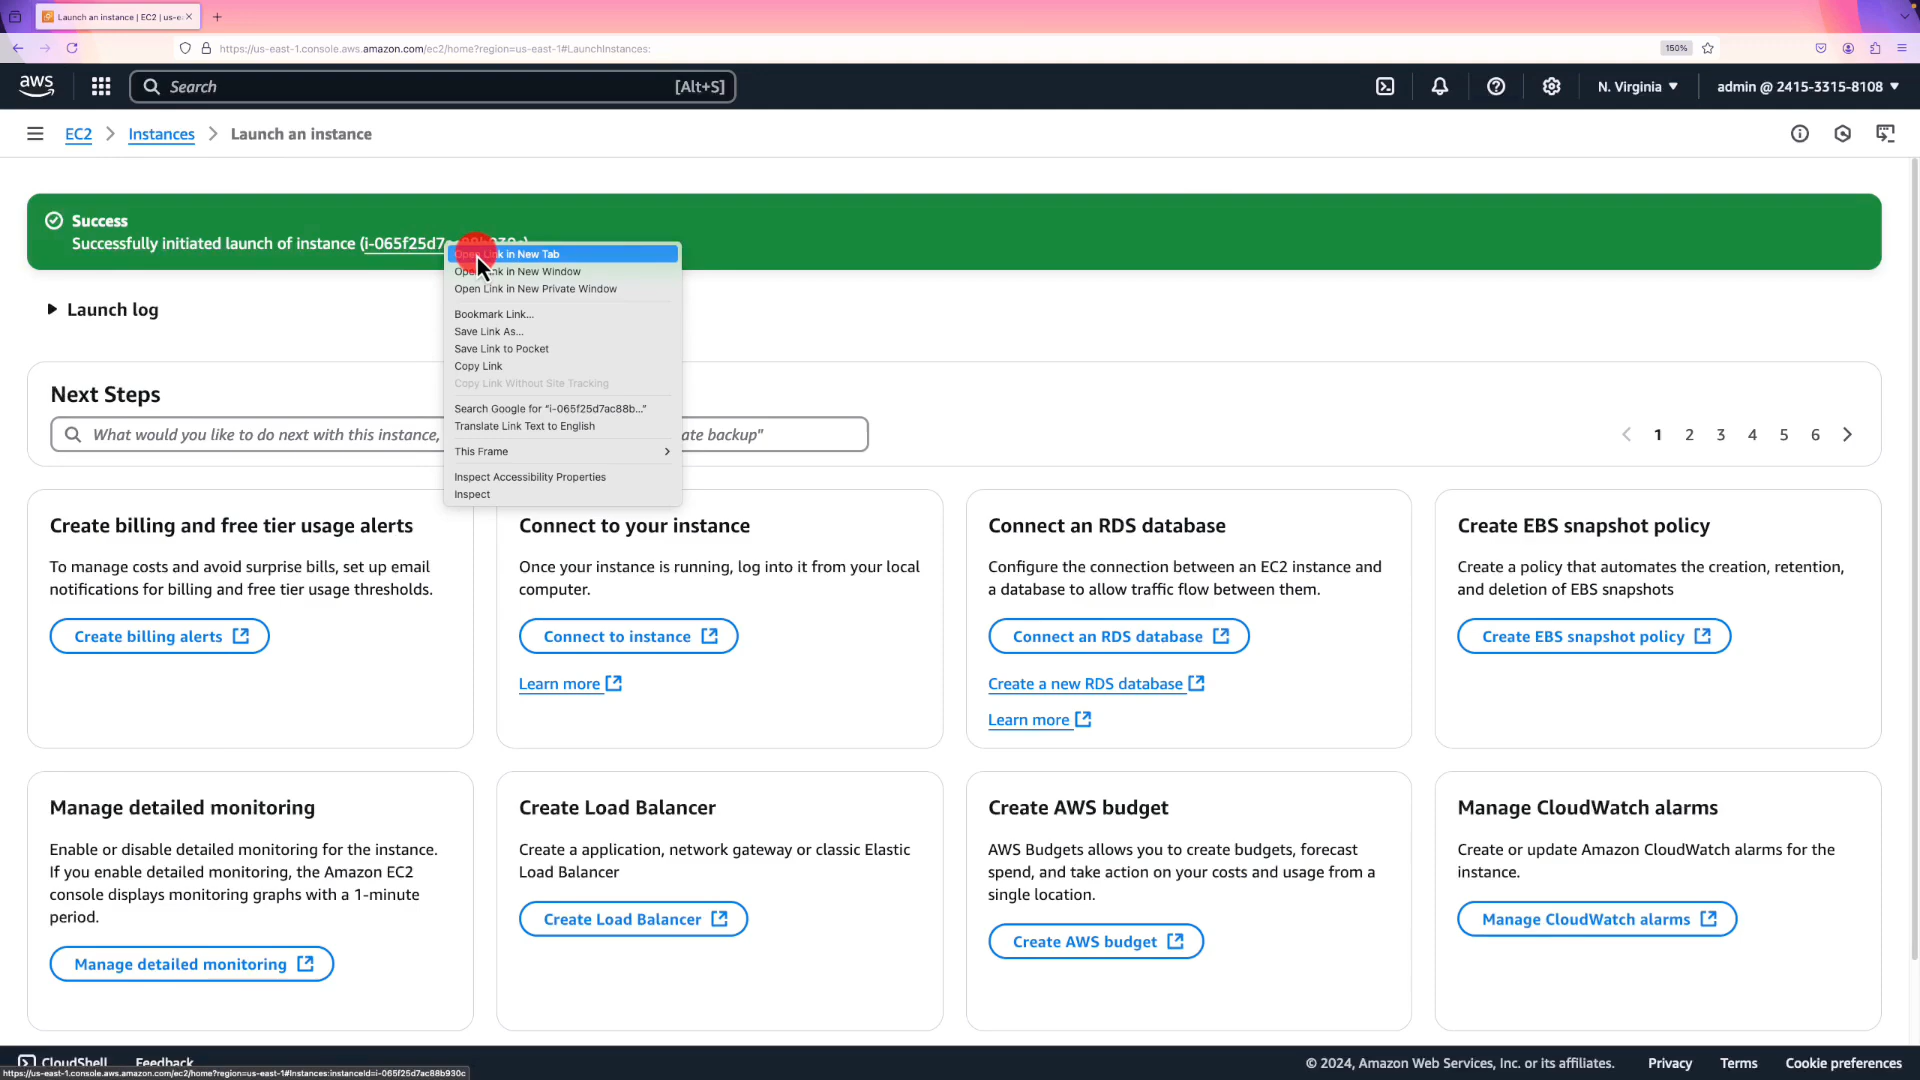 Launch an instance | EC2 | us-e
https://us-east-1.console.aws.amazon.com/ec2/home?region=us-east-1#LaunchInstances:
150%
aws
Search
[Alt+S]
N. Virginia
admin @ 2415-3315-8108
EC2
Instances
Launch an instance
Success
Successfully initiated launch of instance (i-065f25d7
Open Link in New Tab
Open Link in New Window
Open Link in New Private Window
Bookmark Link...
Save Link As...
Save Link to Pocket
Copy Link
Copy Link Without Site Tracking
Search Google for "i-065f25d7ac88b..."
Translate Link Text to English
This Frame
Inspect Accessibility Properties
Inspect
Launch log
Next Steps
What would you like to do next with this instance,
ate backup"
1 2 3 4 5 6
Create billing and free tier usage alerts
To manage costs and avoid surprise bills, set up email
notifications for billing and free tier usage thresholds.
Create billing alerts
Connect to your instance
Once your instance is running, log into it from your local
computer.
Connect to instance
Learn more
Connect an RDS database
Configure the connection between an EC2 instance and
a database to allow traffic flow between them.
Connect an RDS database
Create a new RDS database
Learn more
Create EBS snapshot policy
Create a policy that automates the creation, retention,
and deletion of EBS snapshots
Create EBS snapshot policy
Manage detailed monitoring
Enable or disable detailed monitoring for the instance.
If you enable detailed monitoring, the Amazon EC2
console displays monitoring graphs with a 1-minute
period.
Manage detailed monitoring
Create Load Balancer
Create a application, network gateway or classic Elastic
Load Balancer
Create Load Balancer
Create AWS budget
AWS Budgets allows you to create budgets, forecast
spend, and take action on your costs and usage from a
single location.
Create AWS budget
Manage CloudWatch alarms
Create or update Amazon CloudWatch alarms for the
instance.
Manage CloudWatch alarms
CloudShell
Feedback
© 2024, Amazon Web Services, Inc. or its affiliates.
Privacy
Terms
Cookie preferences
https://us-east-1.console.aws.amazon.com/ec2/home?region=us-east-1#Instances:instanceId=i-065f25d7ac88b930c